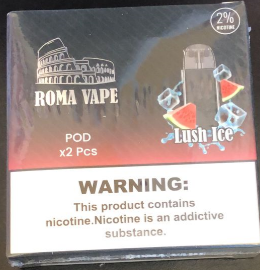 2%
NICOTINE
ROMA VAPE
POD
x2 Pcs
Lush Ice
WARNING:
This product contains
nicotine.Nicotine is an addictive
substance.